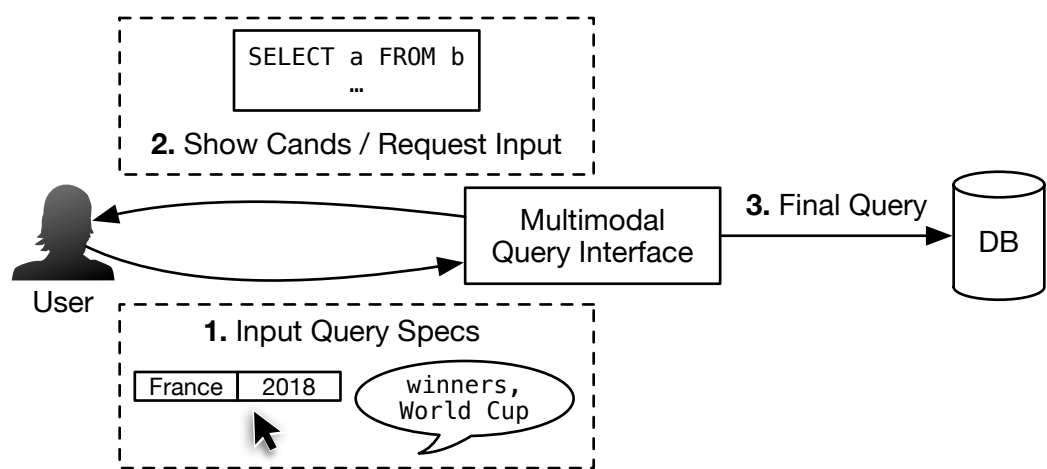 SELECT a FROM b
…
2. Show Cands / Request Input
User
Multimodal
Query Interface
3. Final Query
DB
1. Input Query Specs
France 2018
winners,
World Cup